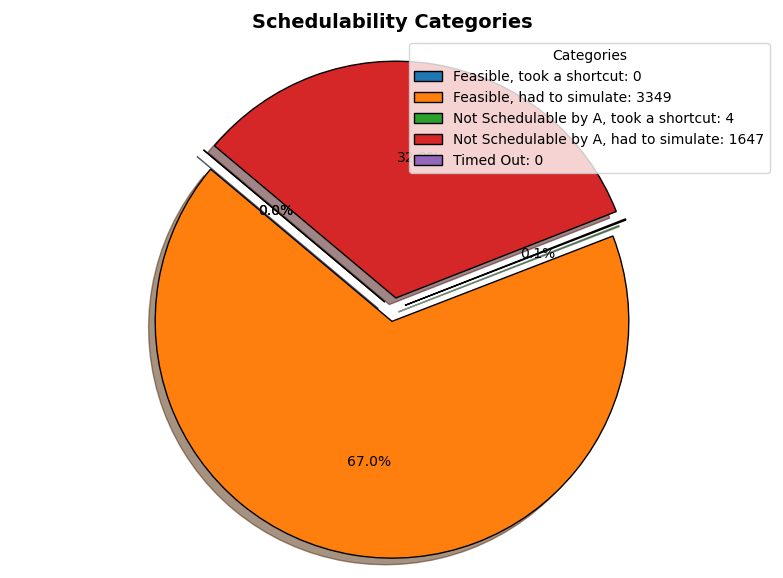 Schedulability Categories
Categories
Feasible, took a shortcut: 0
Feasible, had to simulate: 3349
Not Schedulable by A, took a shortcut: 4
Not Schedulable by A, had to simulate: 1647
Timed Out: 0
0.0%
0.1%
67.0%